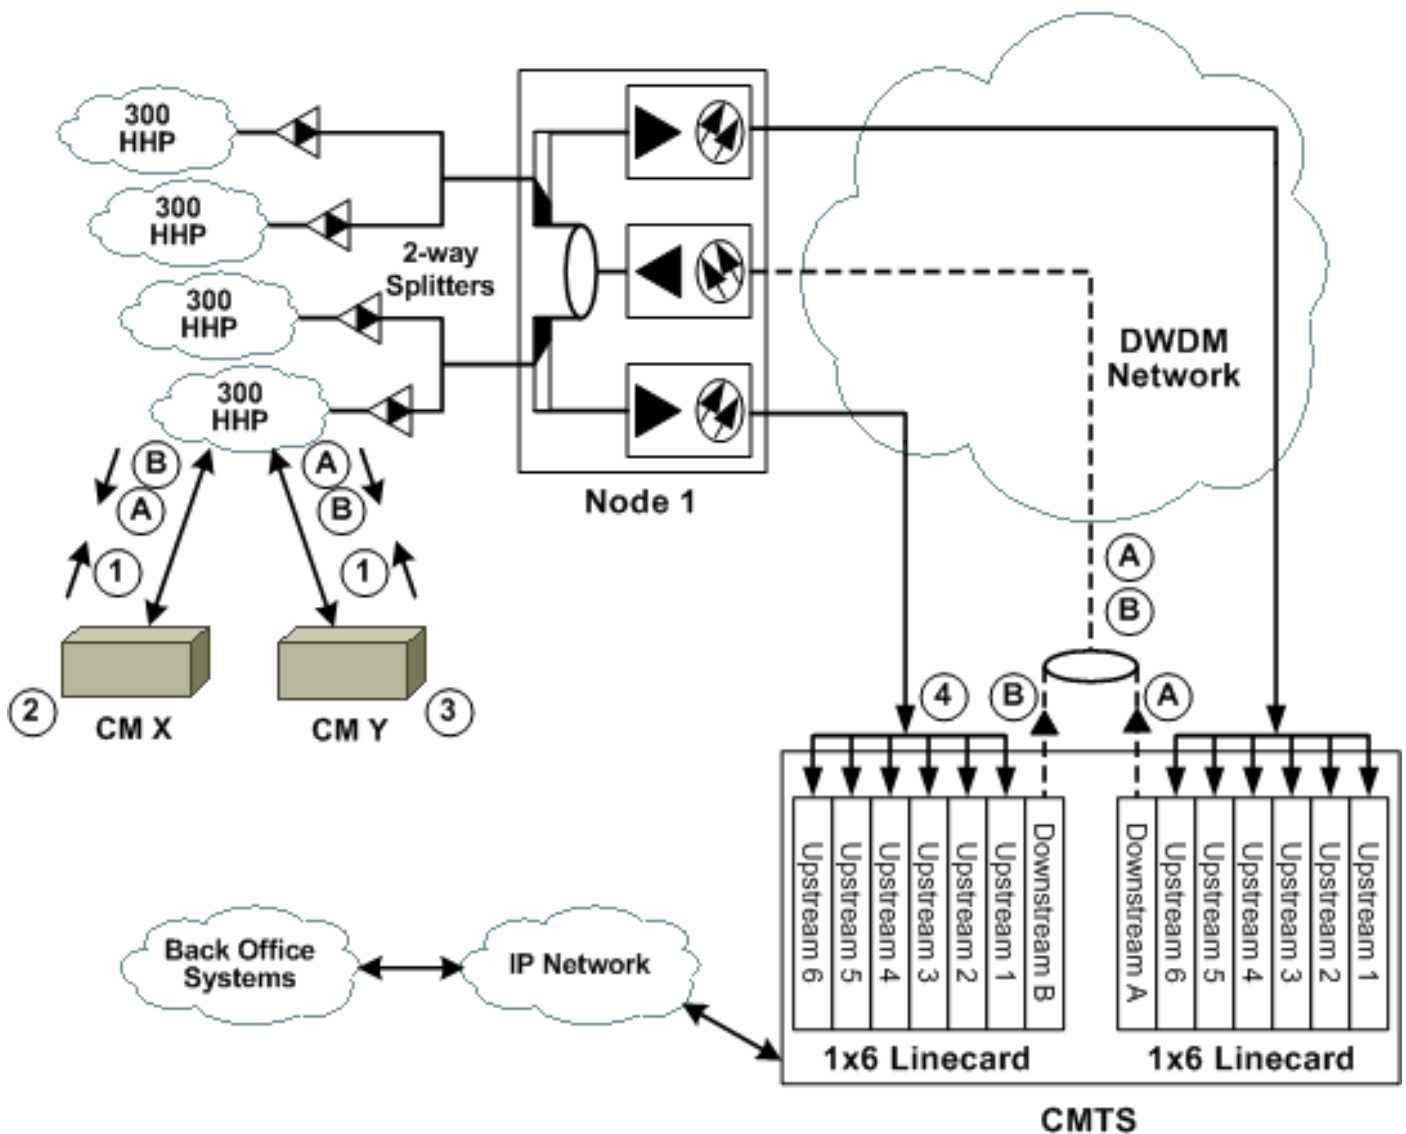 300
HHP
300
HHP
300
HHP
300
HHP
2-way
Splitters
Node 1
DWDM
Network
B
A
1
A
B
1
2
CM X
CM Y
3
A
B
4
B
A
Upstream 6
Upstream 5
Upstream 4
Upstream 3
Upstream 2
Upstream 1
Downstream B
Downstream A
Upstream 6
Upstream 5
Upstream 4
Upstream 3
Upstream 2
Upstream 1
1x6 Linecard
1x6 Linecard
CMTS
Back Office
Systems
IP Network